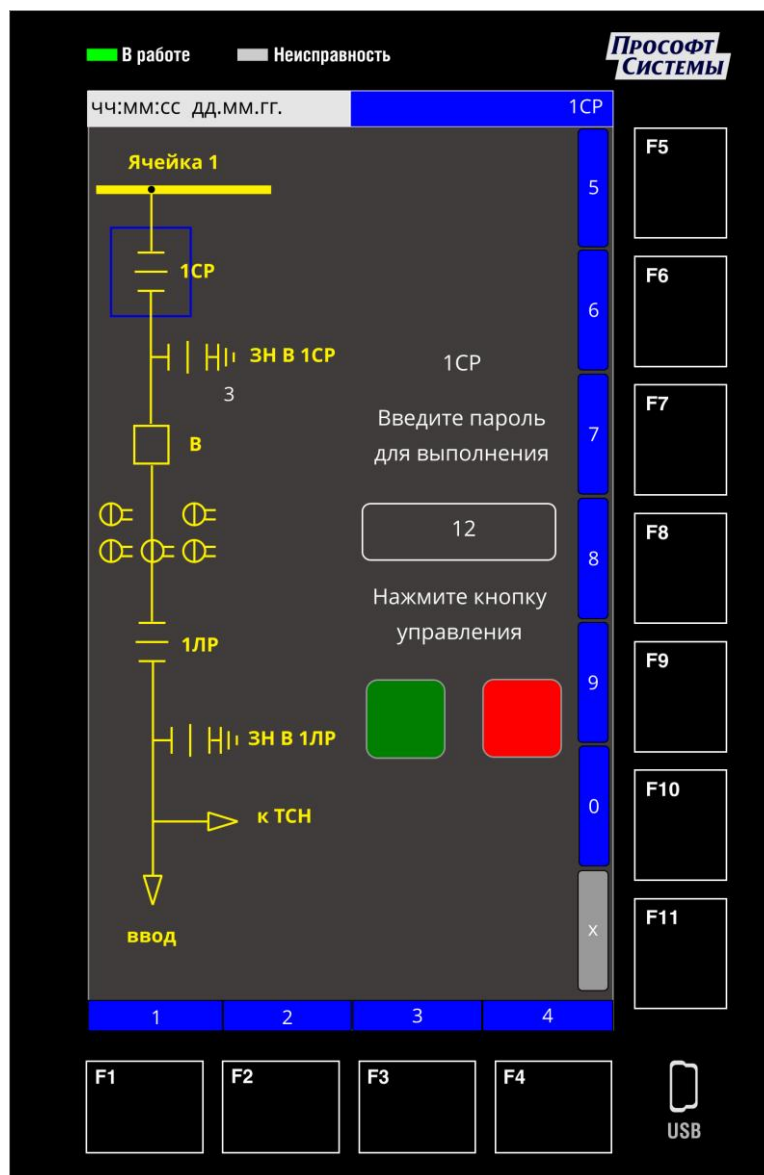 В работе
Неисправность
Прософт
Системы
чч:мм:сс дд.мм.гг.
1СР
Ячейка 1
1СР
ЗН В 1СР
3
В
1ЛР
ЗН В 1ЛР
к ТСН
ввод
1СР
Введите пароль
для выполнения
12
Нажмите кнопку
управления
5
6
7
8
9
0
x
1
2
3
4
F5
F6
F7
F8
F9
F10
F11
F1
F2
F3
F4
USB